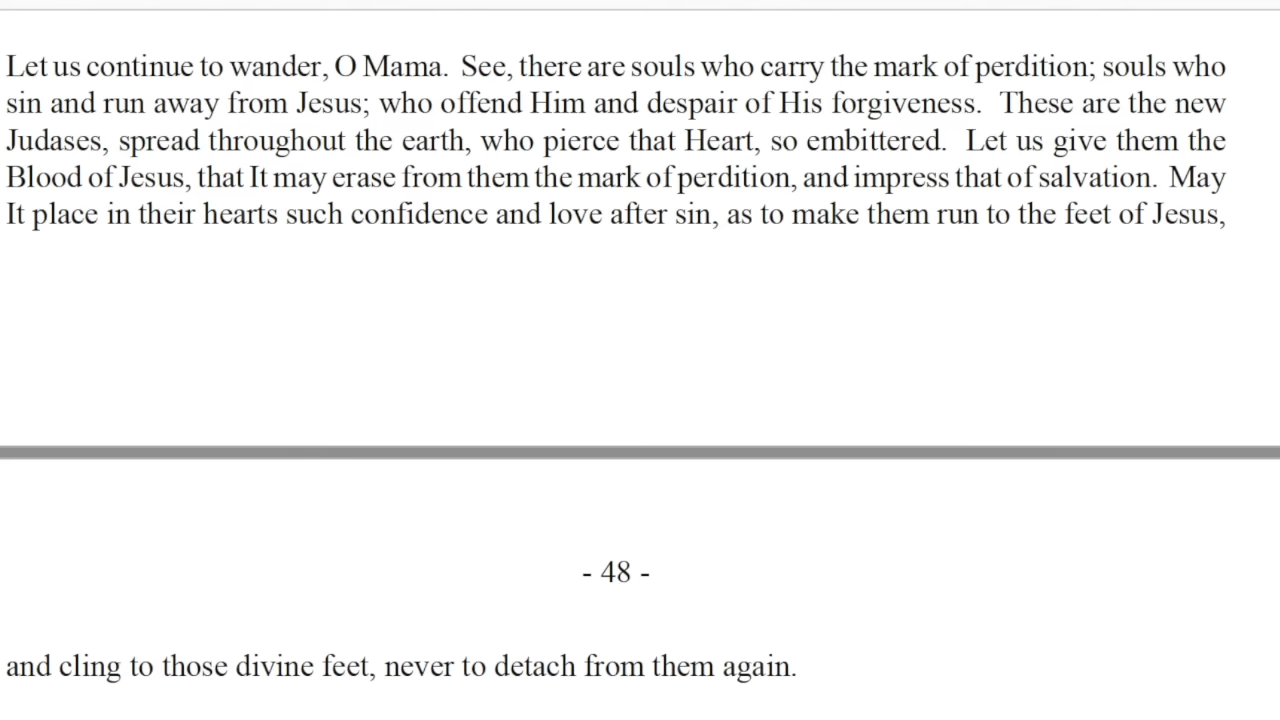 Let us continue to wander, O Mama.  See, there are souls who carry the mark of perdition; souls who
sin and run away from Jesus; who offend Him and despair of His forgiveness.  These are the new
Judases, spread throughout the earth, who pierce that Heart, so embittered.  Let us give them the
Blood of Jesus, that It may erase from them the mark of perdition, and impress that of salvation.  May
It place in their hearts such confidence and love after sin, as to make them run to the feet of Jesus,
- 48 -
and cling to those divine feet, never to detach from them again.